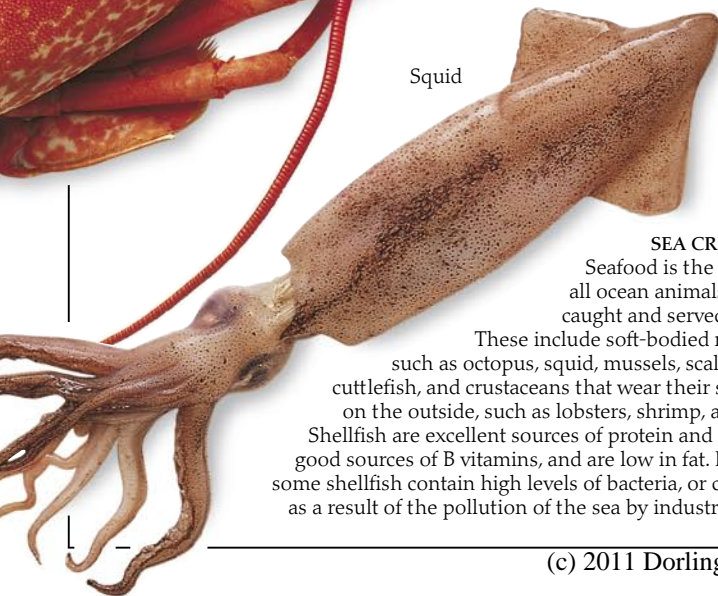 Squid
SEA CR
Seafood is the
all ocean animals
caught and served
These include soft-bodied
such as octopus, squid, mussels, scal
cuttlefish, and crustaceans that wear their s
on the outside, such as lobsters, shrimp, a
Shellfish are excellent sources of protein and
good sources of B vitamins, and are low in fat.
some shellfish contain high levels of bacteria, or c
as a result of the pollution of the sea by industr
(c) 2011 Dorling